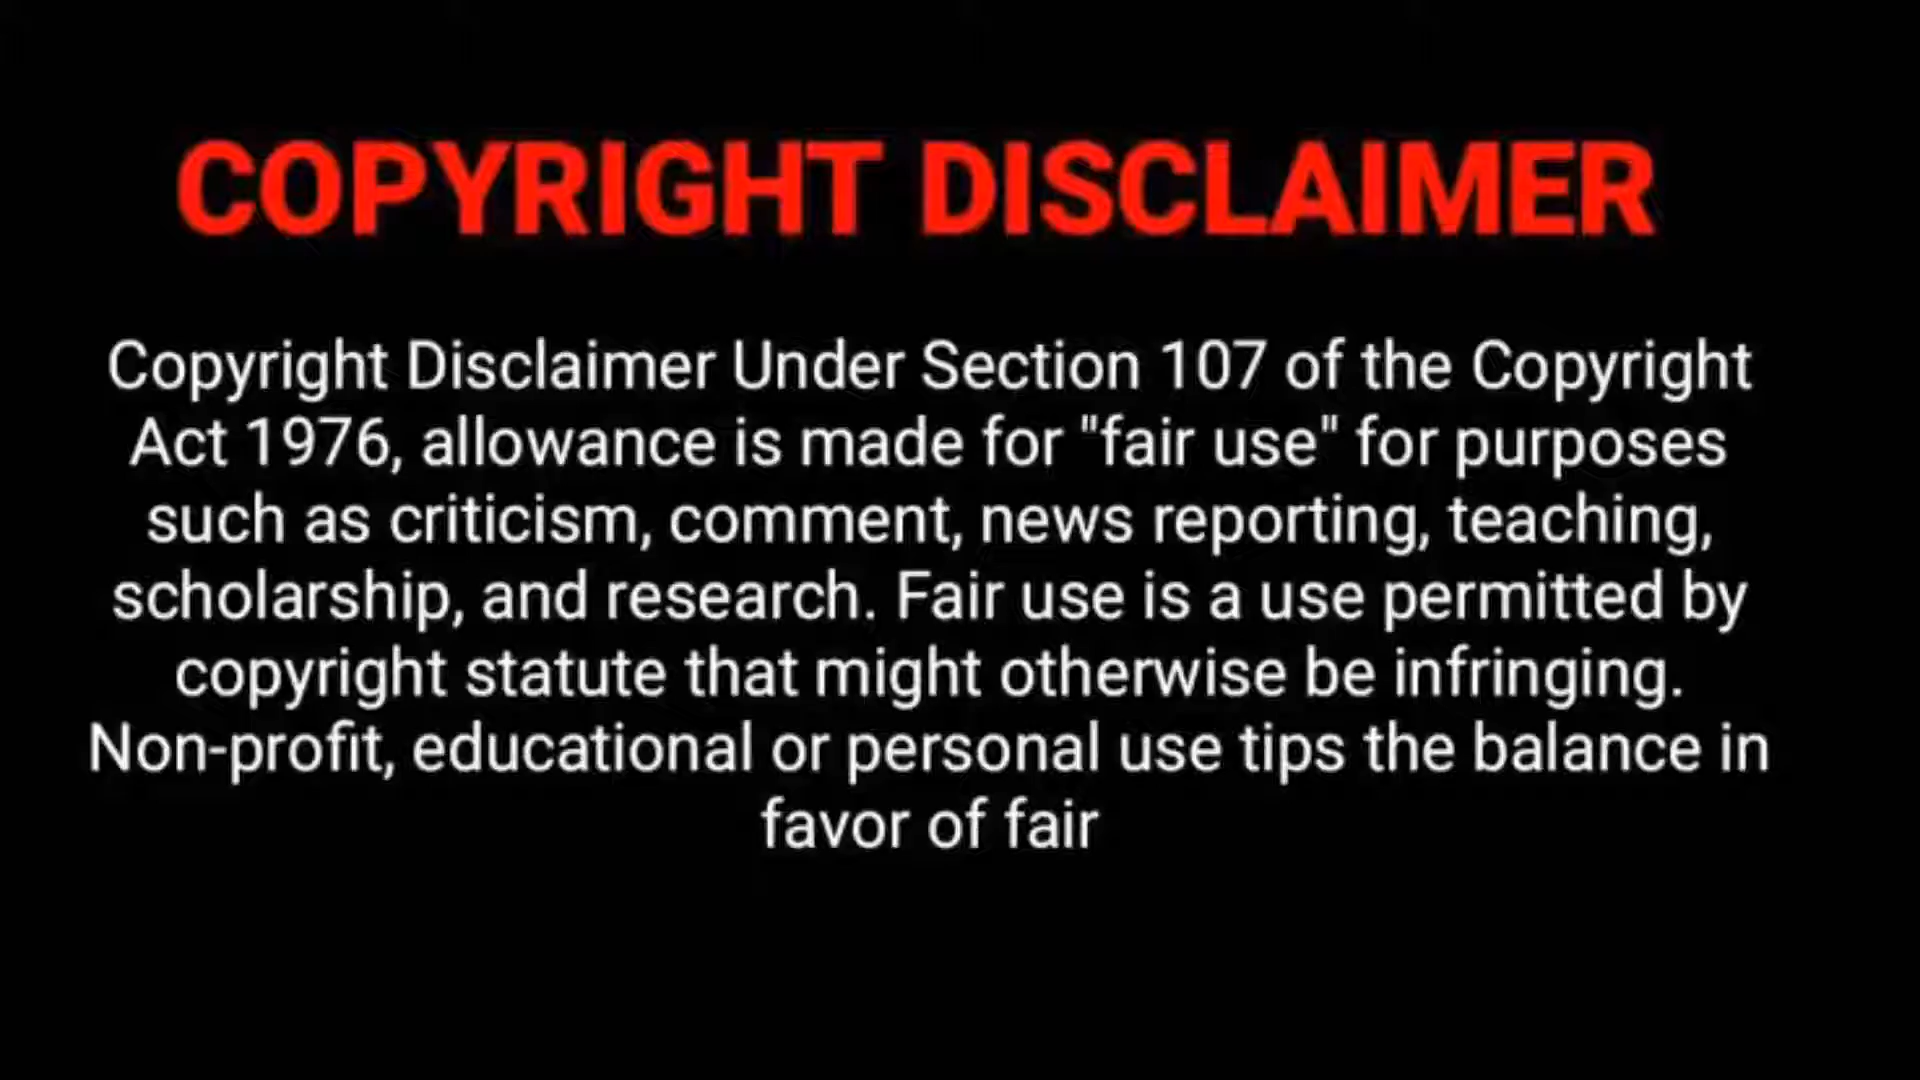 COPYRIGHT DISCLAIMER
Copyright Disclaimer Under Section 107 of the Copyright
Act 1976, allowance is made for "fair use" for purposes
such as criticism, comment, news reporting, teaching,
scholarship, and research. Fair use is a use permitted by
copyright statute that might otherwise be infringing.
Non-profit, educational or personal use tips the balance in
favor of fair